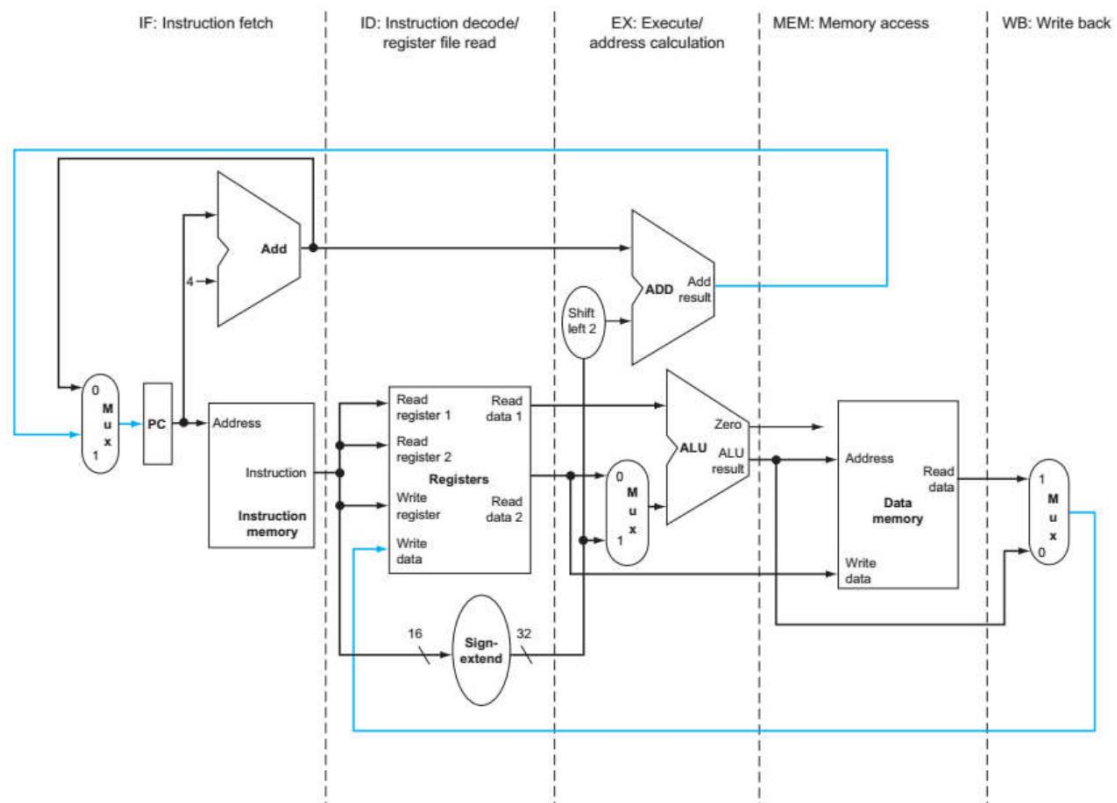 IF: Instruction fetch
ID: Instruction decode/
register file read
EX: Execute/
address calculation
MEM: Memory access
WB: Write back
Add
4
ADD
Add
result
Shift
left 2
0
M
u
x
1
PC
Address
Instruction
Instruction
memory
Read
register 1
Read
register 2
Write
register
Write
data
Registers
Read
data 1
Read
data 2
0
M
u
x
1
Zero
ALU
ALU
result
Address
Write
data
Data
memory
Read
data
1
M
u
x
0
16
Sign-
extend
32